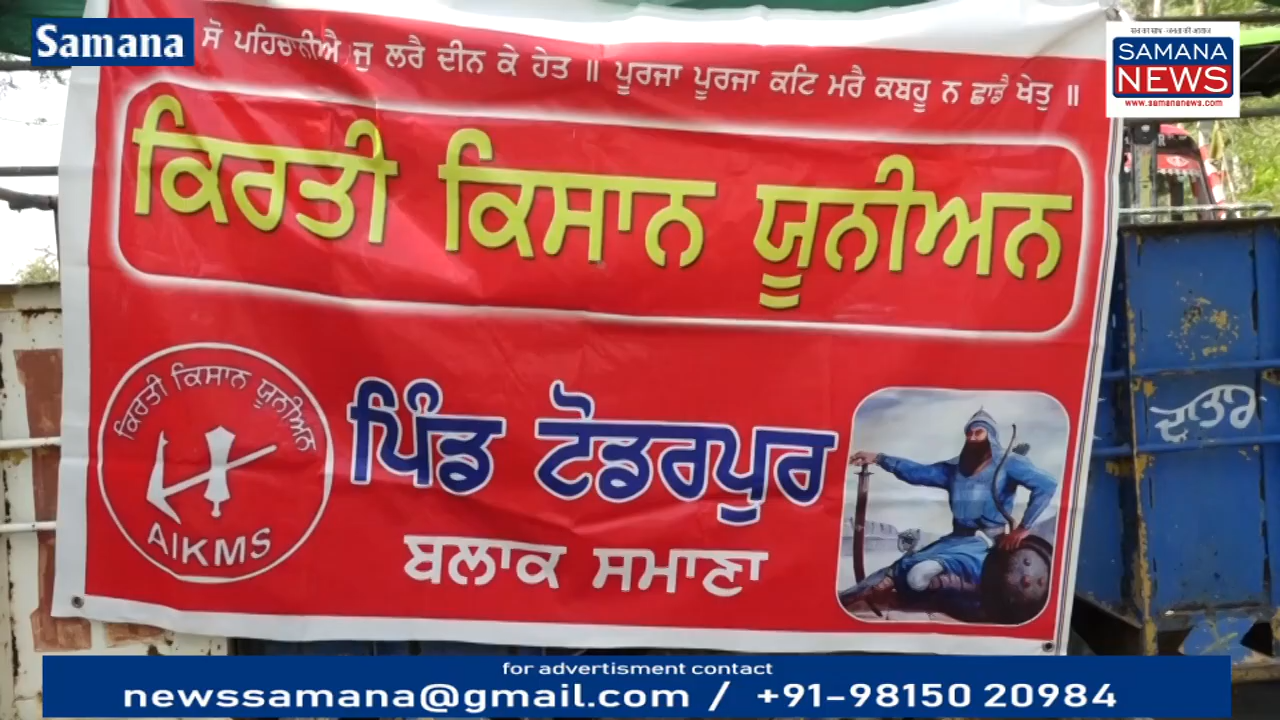 Samana
ਸੋ ਪਹਿਚਾਨੀਐ ਜੁ ਲਰੈ ਦੀਨ ਕੇ ਹੇਤ ॥ ਪੂਰਜਾ ਪੂਰਜਾ ਕਟਿ ਮਰੈ ਕਬਹੂ ਨ ਛਾਡੈ ਖੇਤੁ ॥
SAMANA
NEWS
www.samananews.com
ਕਿਰਤੀ ਕਿਸਾਨ ਯੂਨੀਅਨ
ਕਿਰਤੀ ਕਿਸਾਨ ਯੂਨੀਅਨ
AIKMS
ਪਿੰਡ ਟੋਡਰਪੁਰ
ਬਲਾਕ ਸਮਾਣਾ
ਦਾਤਾਰ
for advertisment contact
newssamana@gmail.com / +91-98150 20984